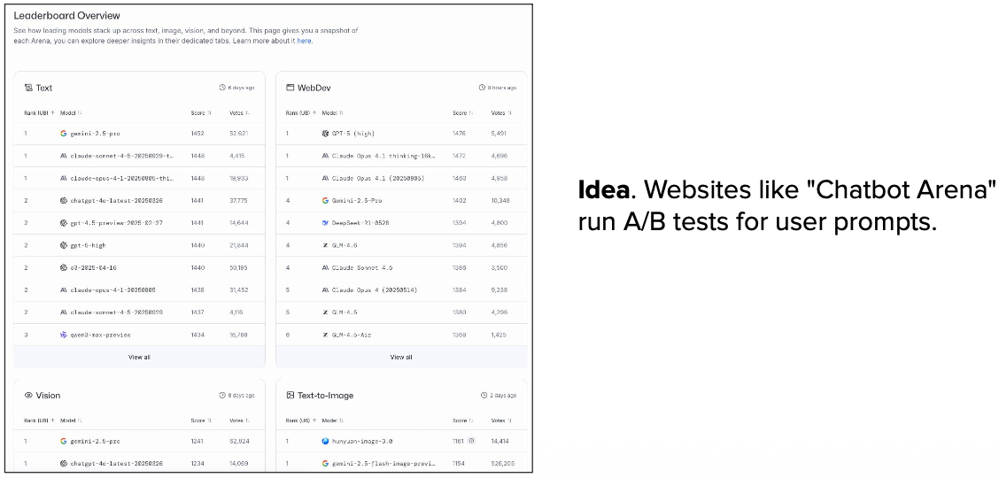 Leaderboard Overview
See how leading models stack up across text, image, vision, and beyond. This page gives you a snapshot of
each Arena, you can explore deeper insights in their dedicated tabs. Learn more about it here.
Text 6 days ago
Rank (UB) Model Score Votes
1 gemini-2.5-pro 1452 52,621
1 claude-sonnet-4-5-20250929-t… 1448 4,415
1 claude-opus-4-1-20250805-thi… 1448 19,933
2 chatgpt-4o-latest-20250326 1441 37,775
2 gpt-4.5-preview-2025-02-27 1441 14,644
2 gpt-5-high 1440 21,844
2 o3-2025-04-16 1440 50,195
2 claude-opus-4-1-20250805 1438 31,452
2 claude-sonnet-4-5-20250929 1437 4,116
3 qwen3-max-preview 1434 16,788
View all
WebDev 8 hours ago
Rank (UB) Model Score Votes
1 GPT-5 (high) 1476 5,491
1 Claude Opus 4.1 thinking-16k… 1472 4,696
1 Claude Opus 4.1 (20250805) 1460 4,958
4 Gemini-2.5-Pro 1402 10,348
4 DeepSeek-R1-0528 1394 4,800
4 GLM-4.6 1394 4,856
4 Claude Sonnet 4.5 1386 3,500
5 Claude Opus 4 (20250514) 1384 9,238
5 GLM-4.5 1380 4,296
6 GLM-4.5-Air 1368 1,425
View all
Vision 8 days ago
Rank (UB) Model Score Votes
1 gemini-2.5-pro 1241 62,824
1 chatgpt-4o-latest-20250326 1234 14,069
Text-to-Image 2 days ago
Rank (UB) Model Score Votes
1 hunyuan-image-3.0 1161 14,414
1 gemini-2.5-flash-image-previ… 1154 526,205
Idea. Websites like "Chatbot Arena"
run A/B tests for user prompts.